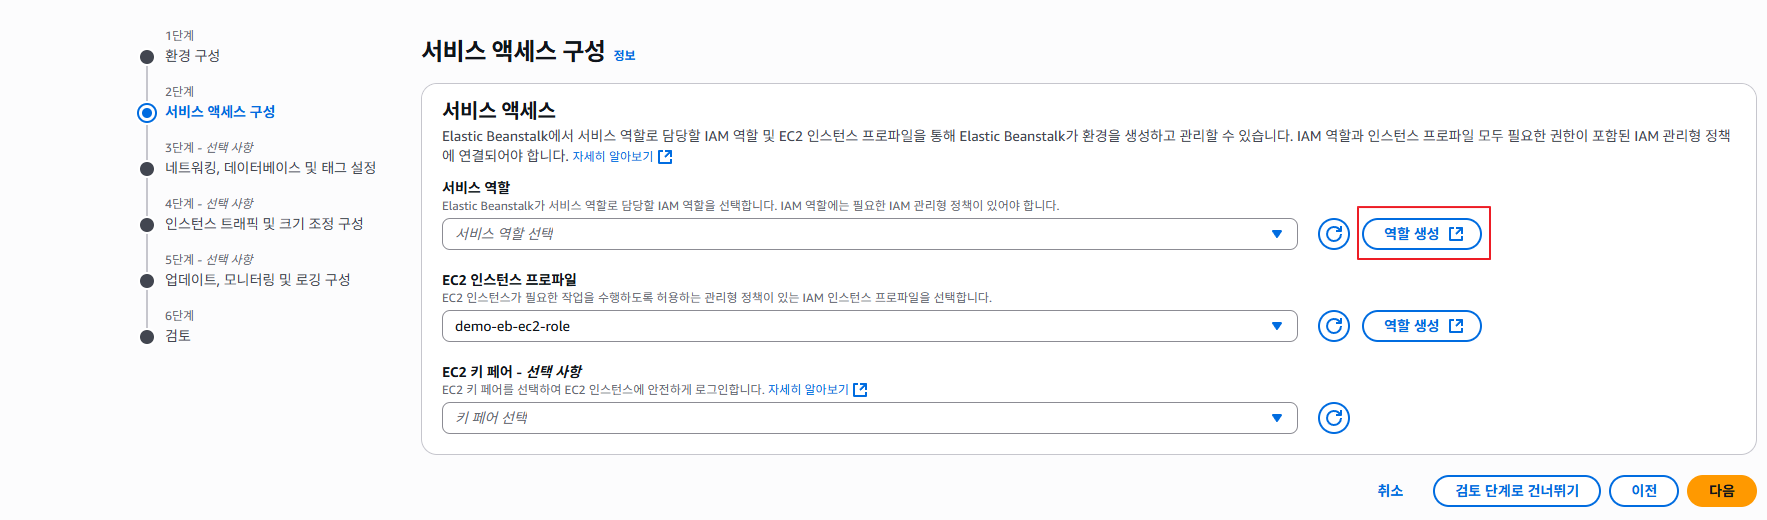 1단계
환경 구성
2단계
서비스 액세스 구성
3단계 - 선택 사항
네트워킹, 데이터베이스 및 태그 설정
4단계 - 선택 사항
인스턴스 트래픽 및 크기 조정 구성
5단계 - 선택 사항
업데이트, 모니터링 및 로깅 구성
6단계
검토
서비스 액세스 구성 정보
서비스 액세스
Elastic Beanstalk에서 서비스 역할로 담당할 IAM 역할 및 EC2 인스턴스 프로파일을 통해 Elastic Beanstalk가 환경을 생성하고 관리할 수 있습니다. IAM 역할과 인스턴스 프로파일 모두 필요한 권한이 포함된 IAM 관리형 정책
에 연결되어야 합니다. 자세히 알아보기
서비스 역할
Elastic Beanstalk가 서비스 역할로 담당할 IAM 역할을 선택합니다. IAM 역할에는 필요한 IAM 관리형 정책이 있어야 합니다.
서비스 역할 선택
역할 생성
EC2 인스턴스 프로파일
EC2 인스턴스가 필요한 작업을 수행하도록 허용하는 관리형 정책이 있는 IAM 인스턴스 프로파일을 선택합니다.
demo-eb-ec2-role
역할 생성
EC2 키 페어 - 선택 사항
EC2 키 페어를 선택하여 EC2 인스턴스에 안전하게 로그인합니다. 자세히 알아보기
키 페어 선택
취소
검토 단계로 건너뛰기
이전
다음